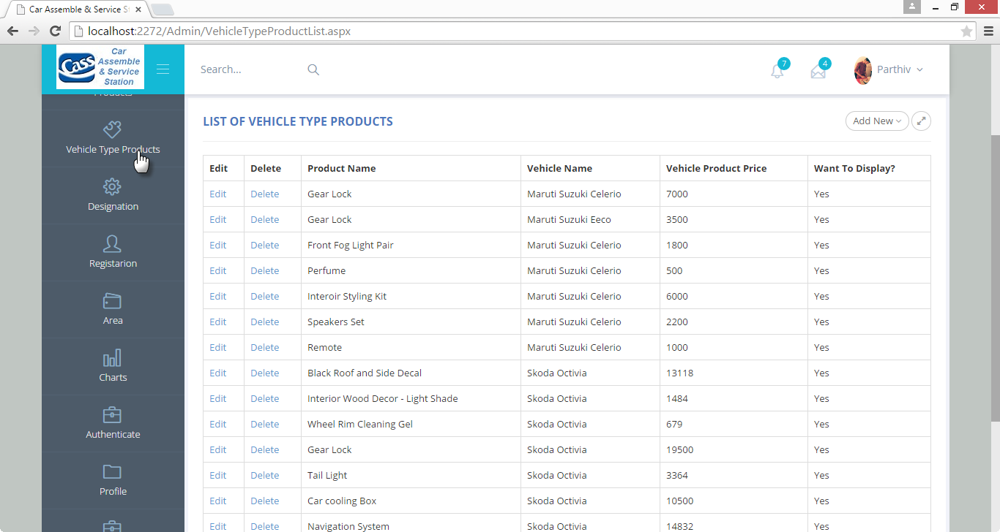 Car Assemble & Service St
localhost:2272/Admin/VehicleTypeProductList.aspx
Cass
Car
Assemble
& Service
Station
Search...
7
4
Parthiv
Products
Vehicle Type Products
Designation
Registarion
Area
Charts
Authenticate
Profile
LIST OF VEHICLE TYPE PRODUCTS
Add New
Edit Delete Product Name Vehicle Name Vehicle Product Price Want To Display?
Edit Delete Gear Lock Maruti Suzuki Celerio 7000 Yes
Edit Delete Gear Lock Maruti Suzuki Eeco 3500 Yes
Edit Delete Front Fog Light Pair Maruti Suzuki Celerio 1800 Yes
Edit Delete Perfume Maruti Suzuki Celerio 500 Yes
Edit Delete Interoir Styling Kit Maruti Suzuki Celerio 6000 Yes
Edit Delete Speakers Set Maruti Suzuki Celerio 2200 Yes
Edit Delete Remote Maruti Suzuki Celerio 1000 Yes
Edit Delete Black Roof and Side Decal Skoda Octivia 13118 Yes
Edit Delete Interior Wood Decor - Light Shade Skoda Octivia 1484 Yes
Edit Delete Wheel Rim Cleaning Gel Skoda Octivia 679 Yes
Edit Delete Gear Lock Skoda Octivia 19500 Yes
Edit Delete Tail Light Skoda Octivia 3364 Yes
Edit Delete Car cooling Box Skoda Octivia 10500 Yes
Edit Delete Navigation System Skoda Octivia 14832 Yes